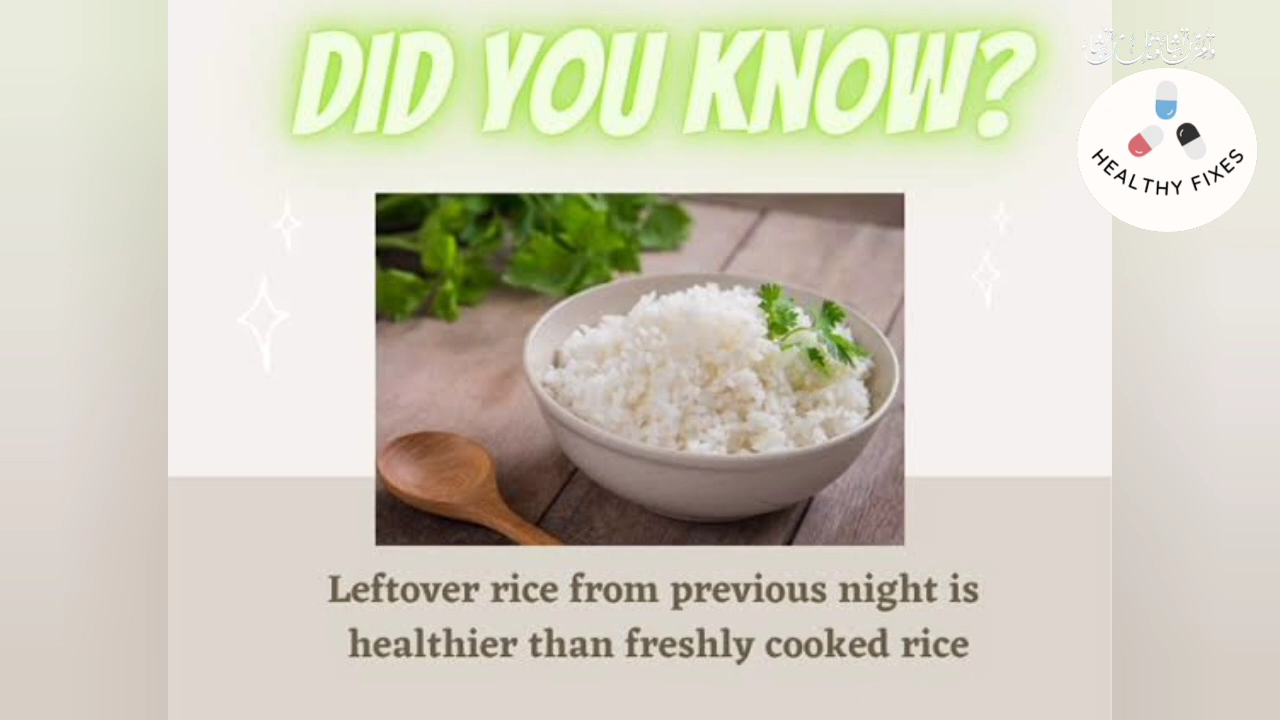 DID YOU KNOW?
HEALTHY FIXES
Leftover rice from previous night is
healthier than freshly cooked rice